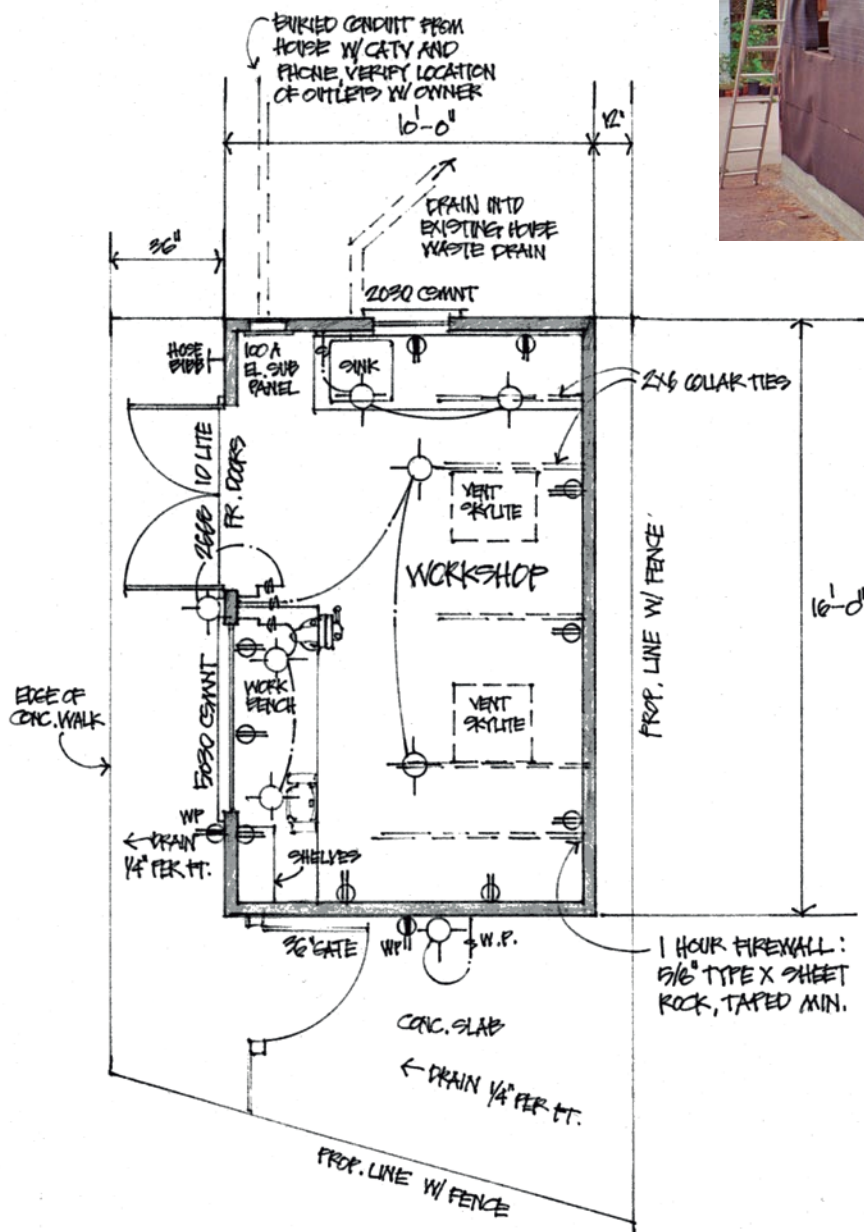 BURIED CONDUIT FROM
HOUSE W/ CATV AND
PHONE, VERIFY LOCATION
OF OUTLETS W/ OWNER
10'-0"
12"
36"
DRAIN INTO
EXISTING HOUSE
WASTE DRAIN
2030 CSMNT
HOSE
BIBB
100 A
EL. SUB
PANEL
SINK
2X6 COLLAR TIES
2668 10 LITE
PR. DOORS
VENT
SKYLITE
WORKSHOP
PROP. LINE W/ FENCE
16'-0"
EDGE OF
CONC. WALK
5030 CSMNT
WORK
BENCH
VENT
SKYLITE
WP
DRAIN
1/4" PER FT.
SHELVES
36" GATE
WP
W.P.
1 HOUR FIREWALL:
5/8" TYPE X SHEET
ROCK, TAPED MIN.
CONC. SLAB
DRAIN 1/4" PER FT.
PROP. LINE W/ FENCE